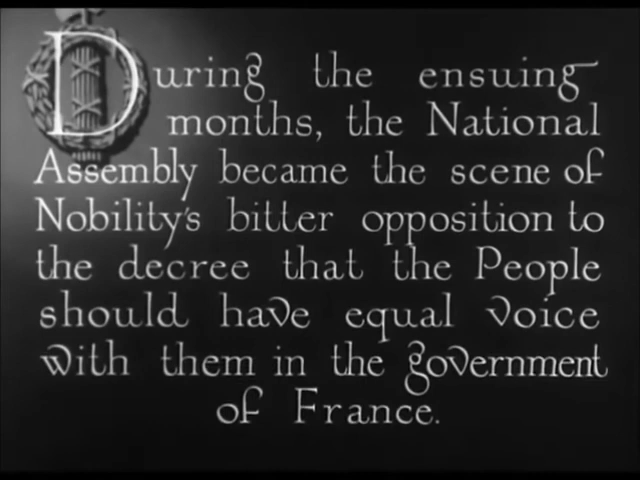 During the ensuing
months, the National
Assembly became the scene of
Nobility's bitter opposition to
the decree that the People
should have equal voice
with them in the government
of France.